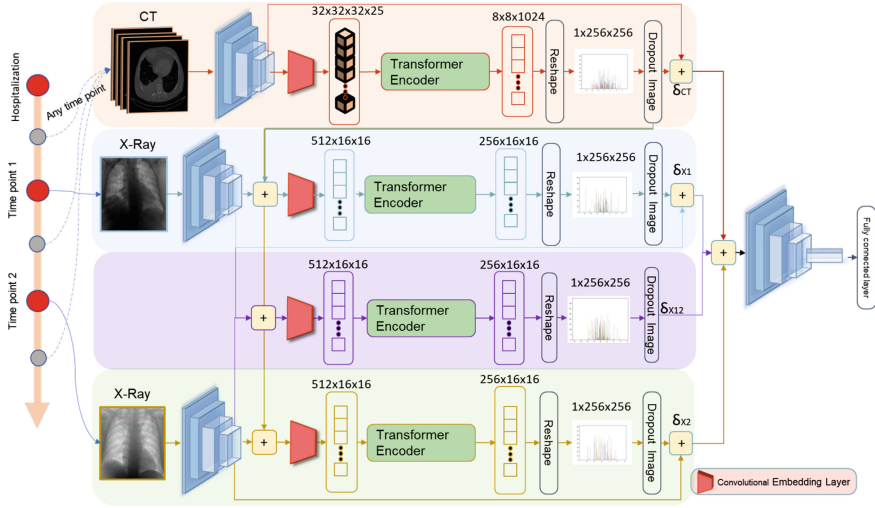 Hospitalization
Time point 1
Time point 2
Any time point
CT
32x32x32x25
Transformer
Encoder
8x8x1024
Reshape
1x256x256
Dropout Image
+
δCT
X-Ray
+
512x16x16
Transformer
Encoder
256x16x16
Reshape
1x256x256
Dropout Image
δX1
+
+
512x16x16
Transformer
Encoder
256x16x16
Reshape
1x256x256
Dropout Image
δX12
+
X-Ray
+
512x16x16
Transformer
Encoder
256x16x16
Reshape
1x256x256
Dropout Image
δX2
+
Fully connected layer
Convolutional Embedding Layer